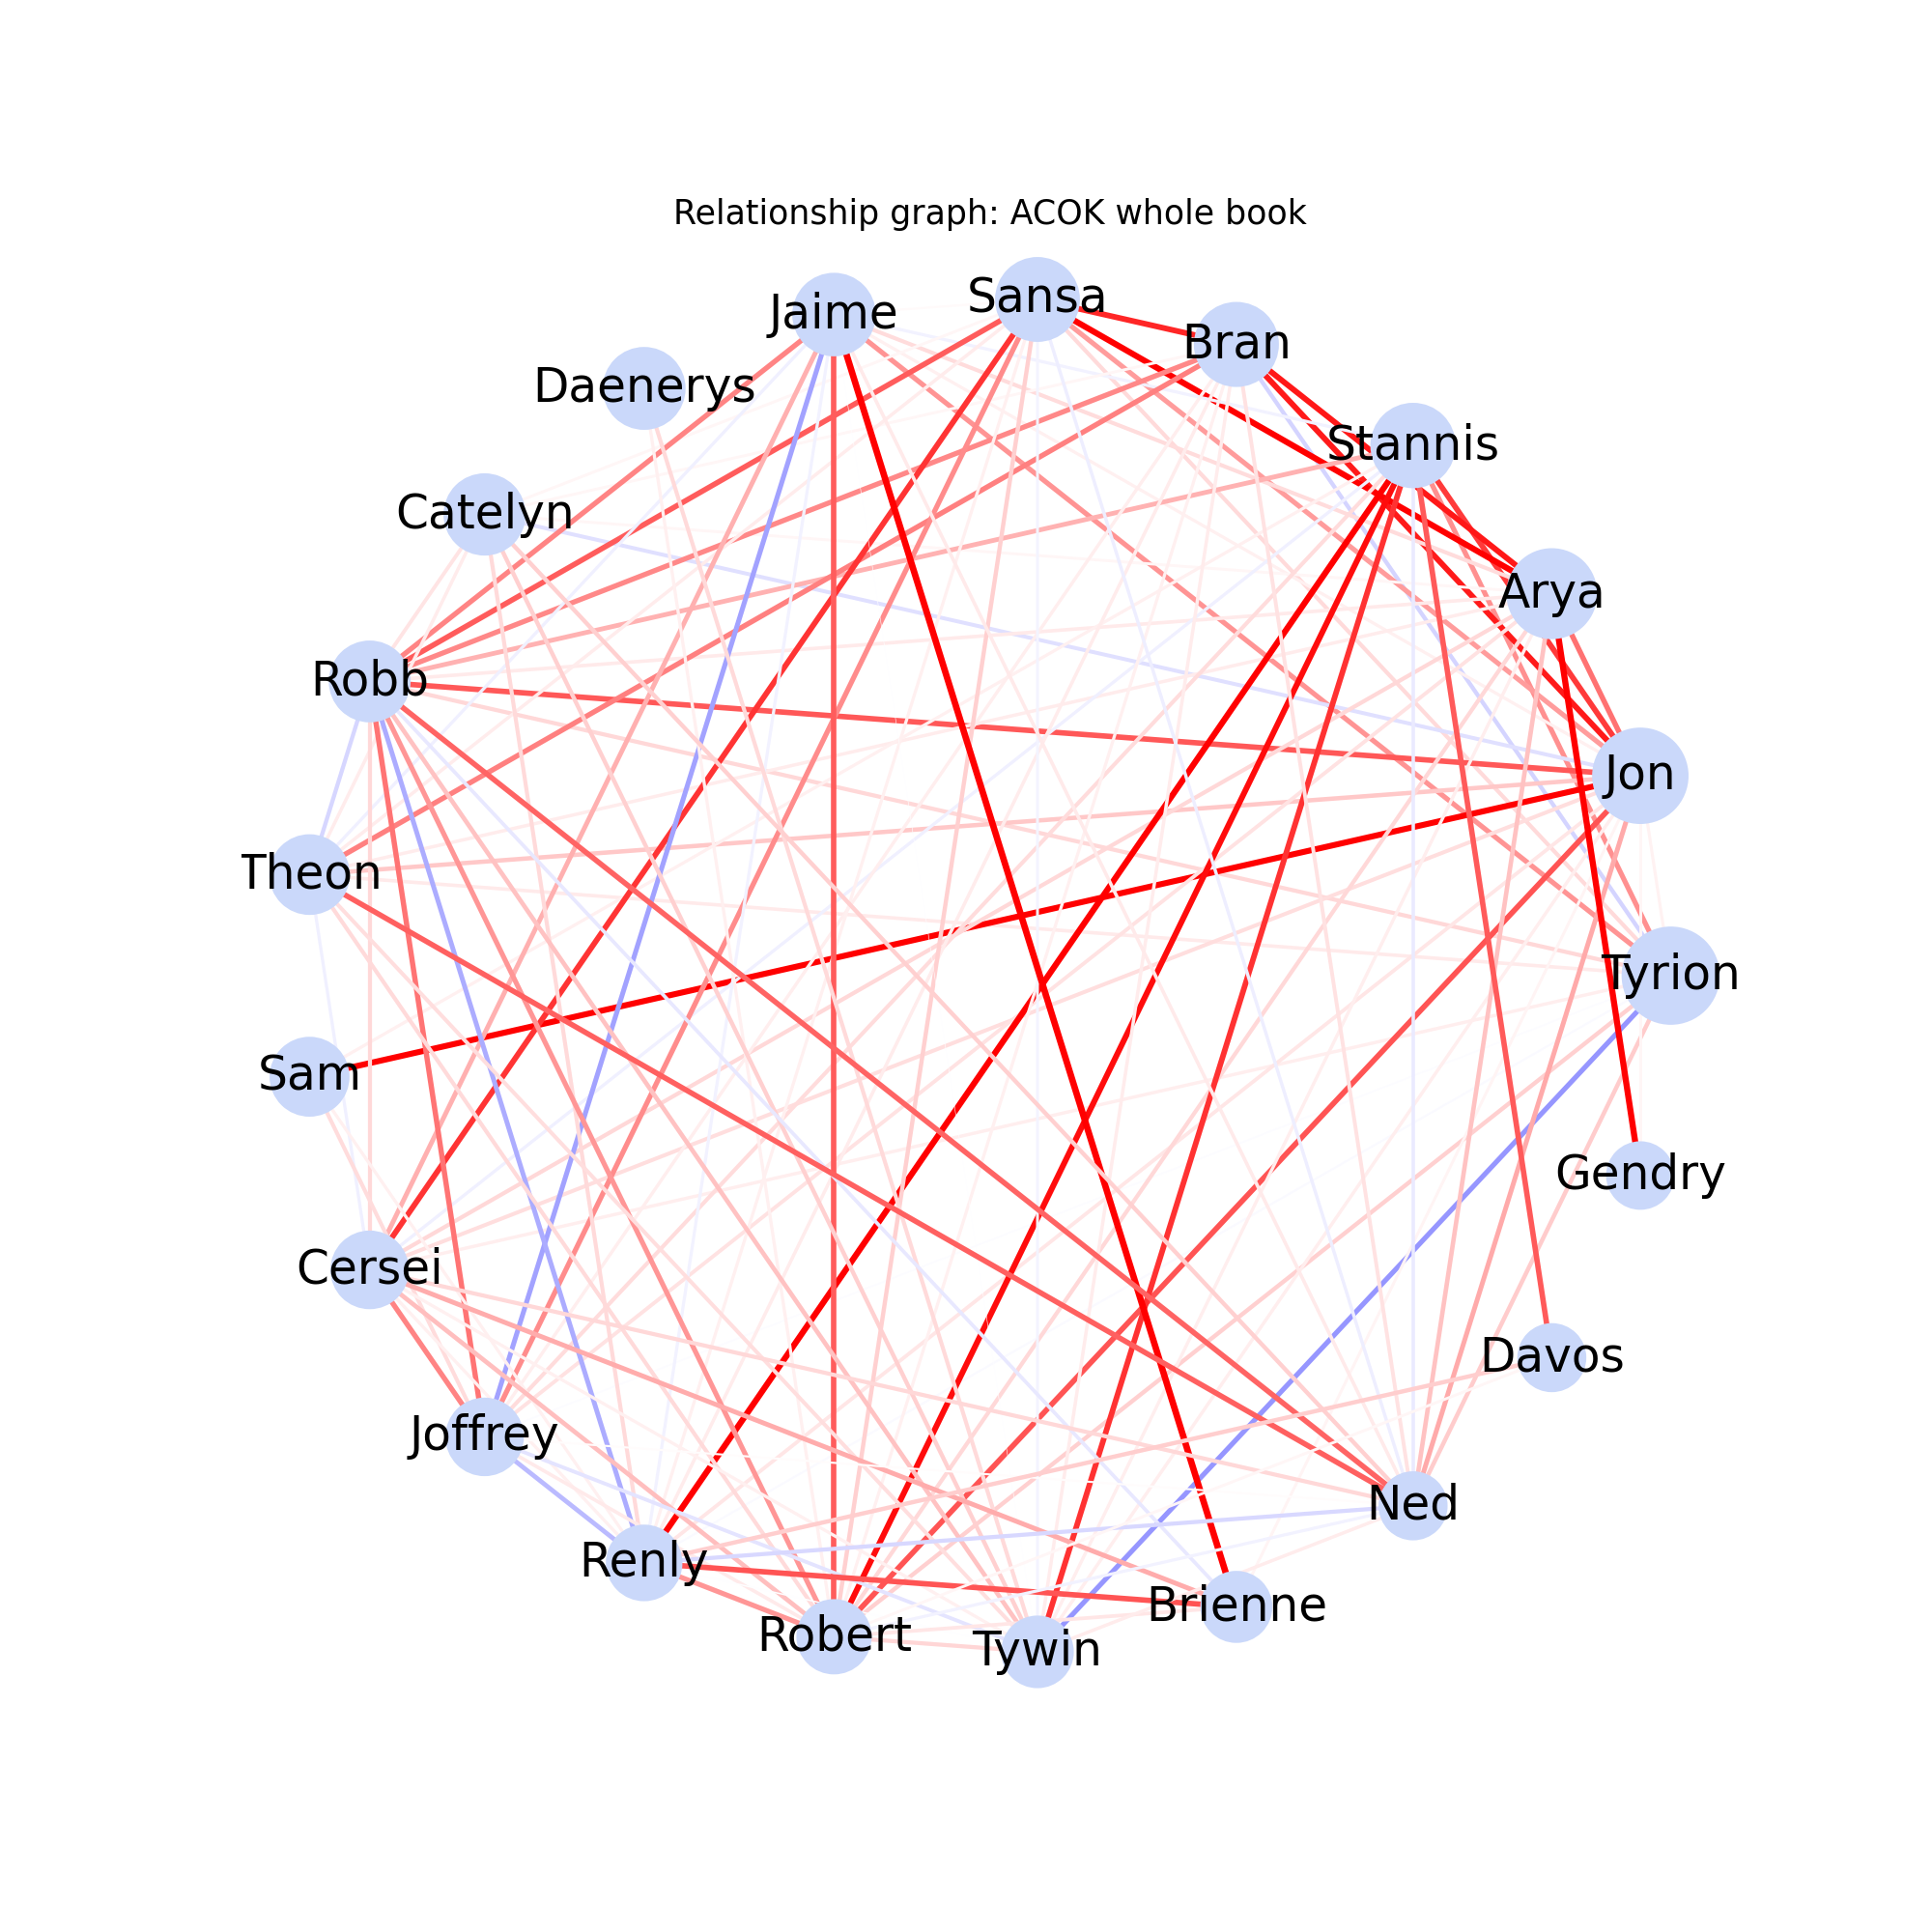 Relationship graph: ACOK whole book
Sansa
Jaime
Bran
Daenerys
Stannis
Catelyn
Arya
Robb
Jon
Theon
Tyrion
Sam
Gendry
Cersei
Davos
Joffrey
Ned
Renly
Brienne
Robert
Tywin